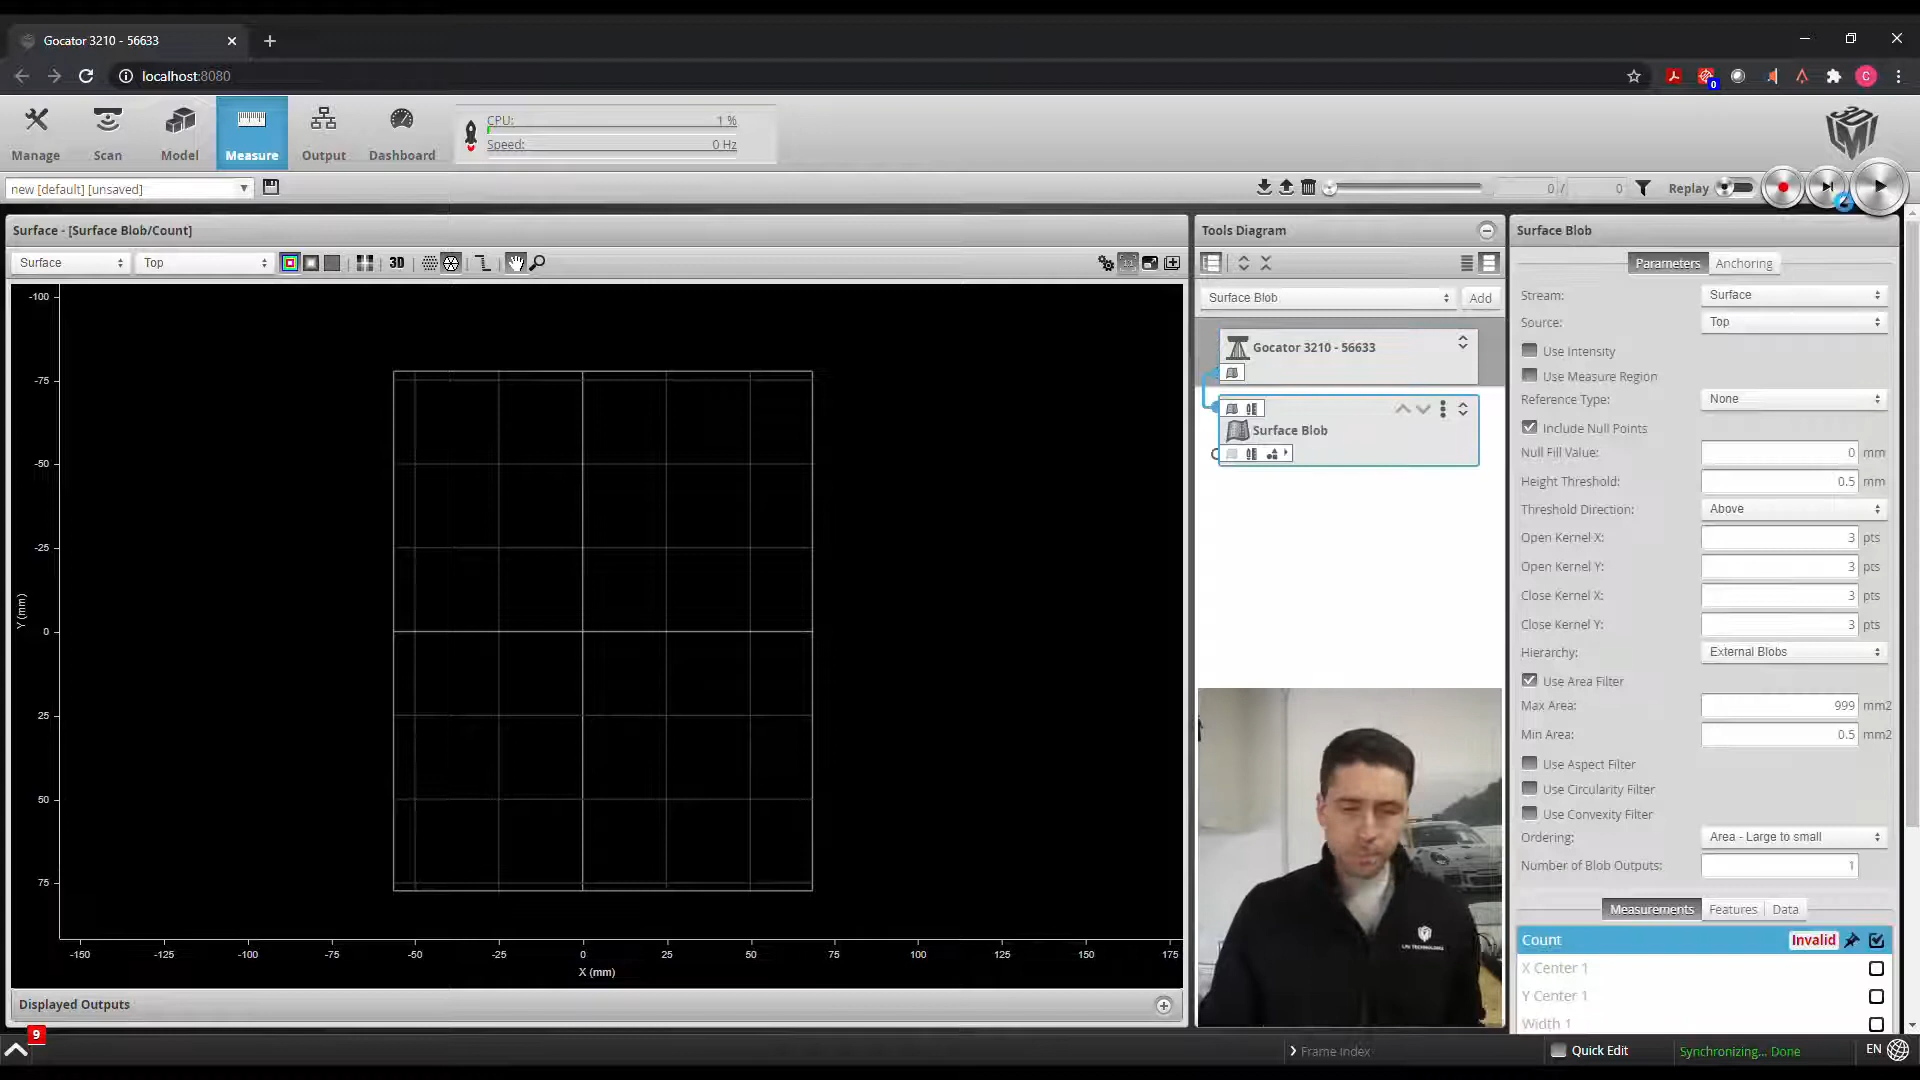 Gocator 3210 - 56633
localhost:8080
0
C
Manage
Scan
Model
Measure
Output
Dashboard
CPU: 1 %
Speed: 0 Hz
3D
new [default] [unsaved]
0 / 0
Replay
Surface - [Surface Blob/Count]
Surface
Top
3D
-100
-75
-50
-25
0
25
50
75
Y (mm)
-150
-125
-100
-75
-50
-25
0
25
50
75
100
125
150
175
X (mm)
Displayed Outputs
Tools Diagram
Surface Blob
Add
Gocator 3210 - 56633
Surface Blob
Surface Blob
Parameters
Anchoring
Stream: Surface
Source: Top
Use Intensity
Use Measure Region
Reference Type: None
Include Null Points
Null Fill Value: 0 mm
Height Threshold: 0.5 mm
Threshold Direction: Above
Open Kernel X: 3 pts
Open Kernel Y: 3 pts
Close Kernel X: 3 pts
Close Kernel Y: 3 pts
Hierarchy: External Blobs
Use Area Filter
Max Area: 999 mm2
Min Area: 0.5 mm2
Use Aspect Filter
Use Circularity Filter
Use Convexity Filter
Ordering: Area - Large to small
Number of Blob Outputs: 1
Measurements
Features
Data
Count Invalid
X Center 1
Y Center 1
Width 1
9
Frame Index
Quick Edit
Synchronizing... Done
EN